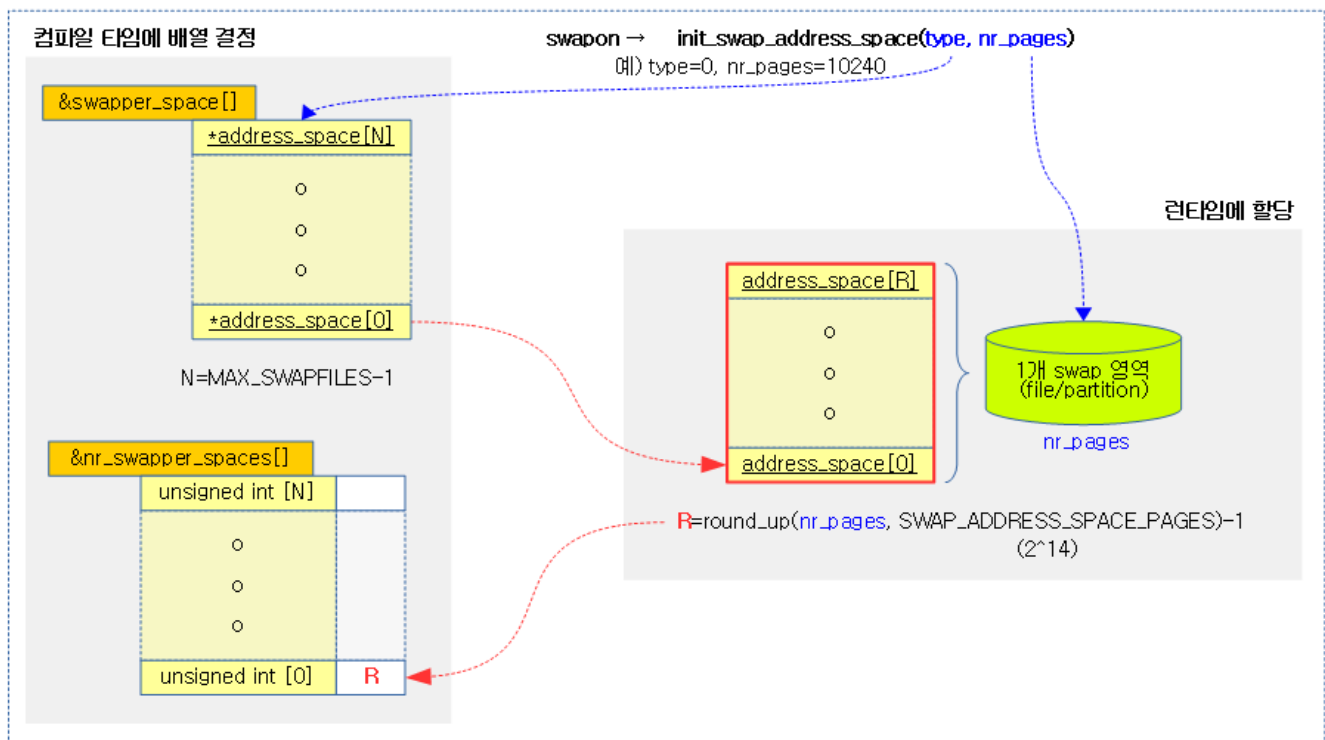 컴파일 타임에 배열 결정
swapon → init_swap_address_space(type, nr_pages)
예) type=0, nr_pages=10240
&swapper_space[]
*address_space[N]
o
o
o
*address_space[0]
N=MAX_SWAPFILES-1
런타임에 할당
address_space[R]
o
o
o
address_space[0]
1개 swap 영역
(file/partition)
nr_pages
R=round_up(nr_pages, SWAP_ADDRESS_SPACE_PAGES)-1
(2^14)
&nr_swapper_spaces[]
unsigned int [N]
o
o
o
unsigned int [0] R